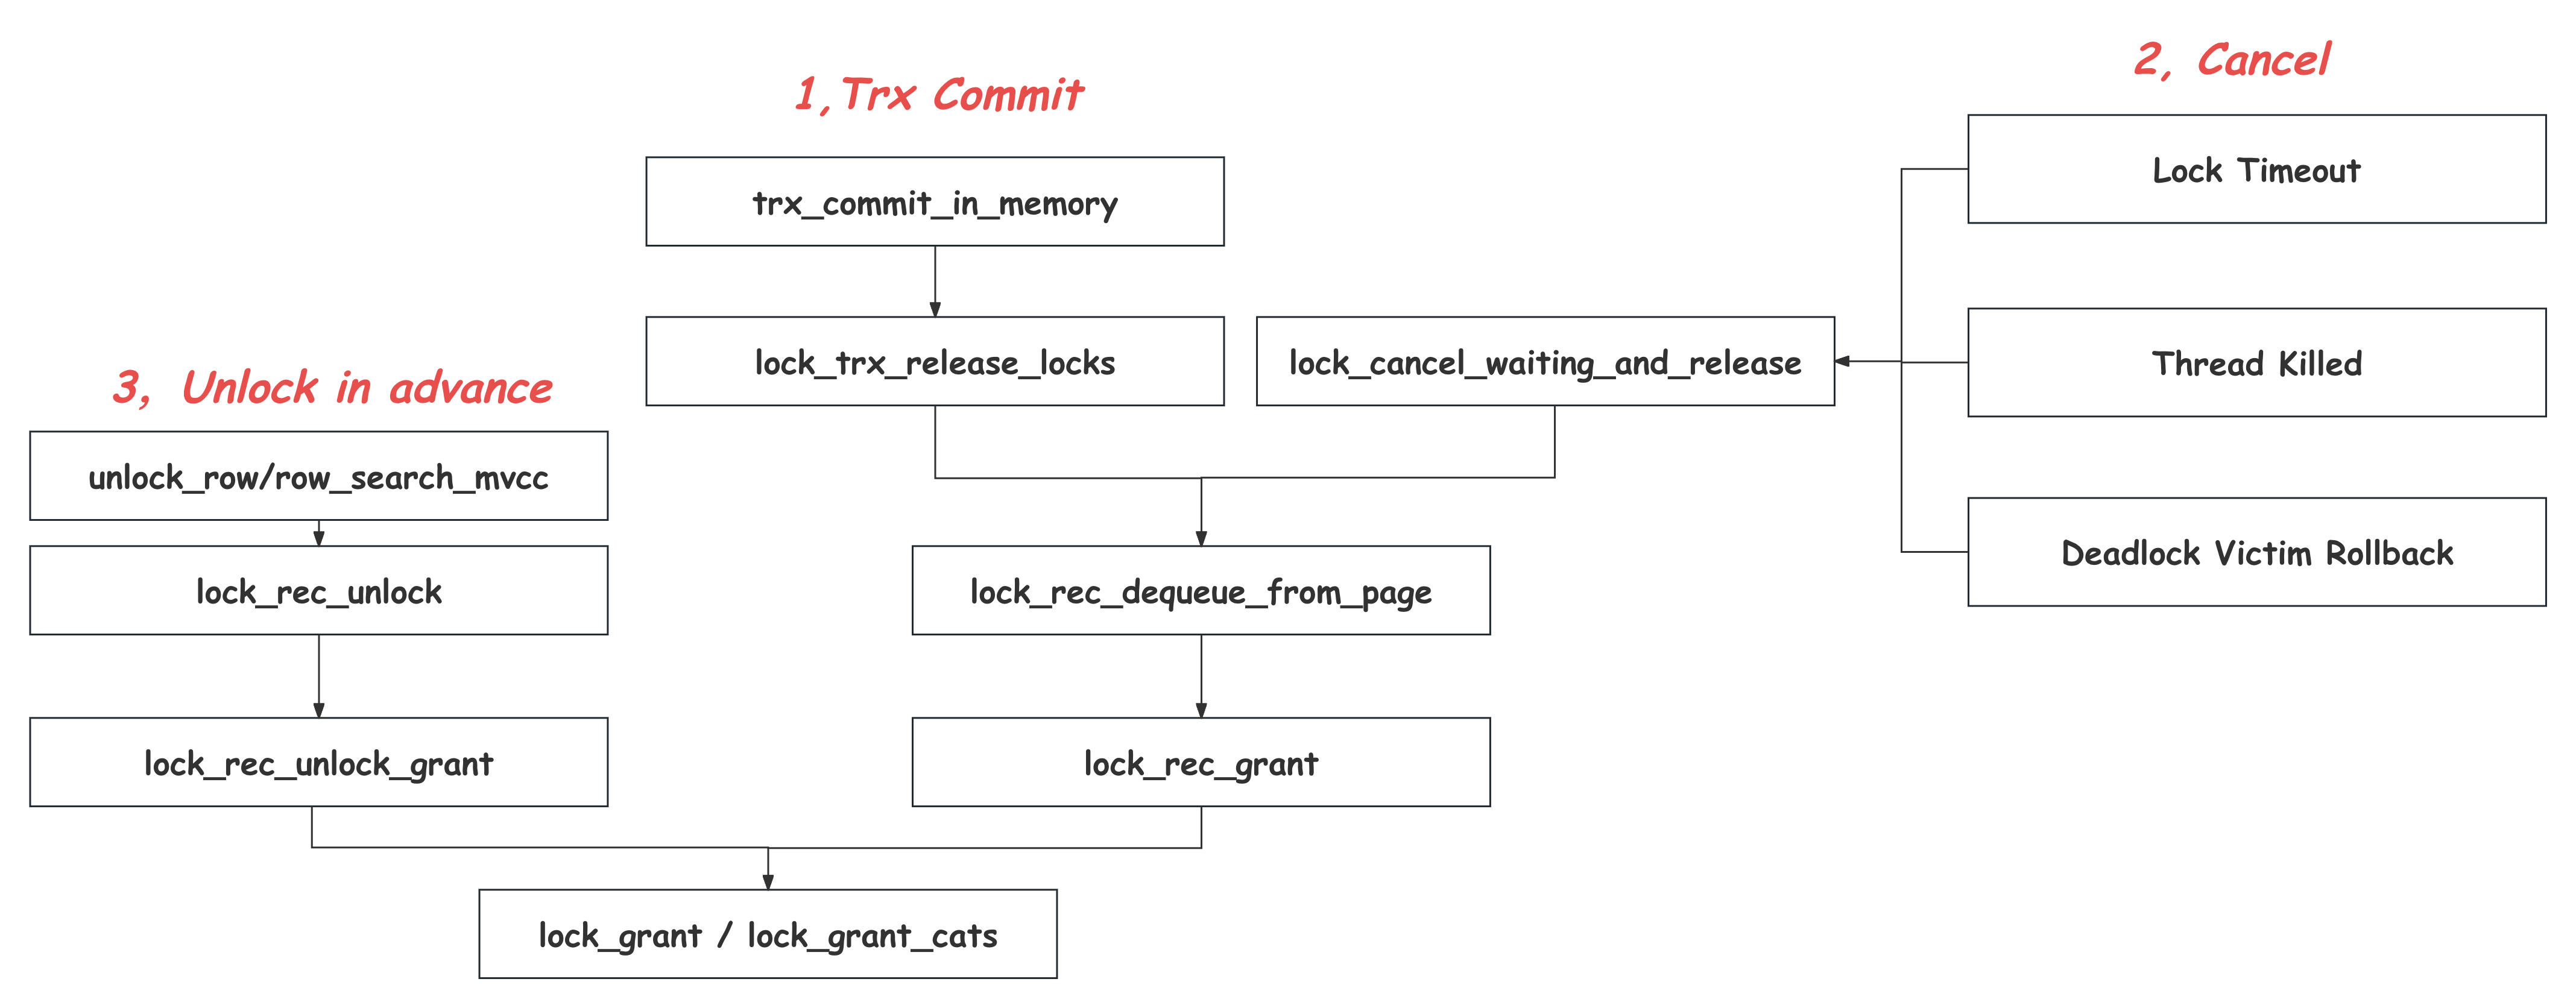 1,Trx Commit
trx_commit_in_memory
lock_trx_release_locks
2, Cancel
Lock Timeout
Thread Killed
Deadlock Victim Rollback
lock_cancel_waiting_and_release
3, Unlock in advance
unlock_row/row_search_mvcc
lock_rec_unlock
lock_rec_unlock_grant
lock_rec_dequeue_from_page
lock_rec_grant
lock_grant / lock_grant_cats